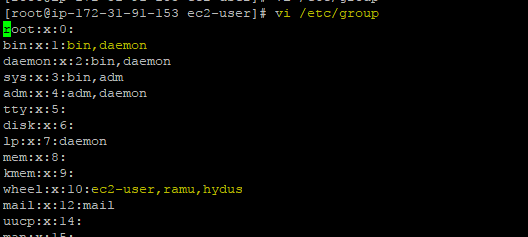 [root@ip-172-31-91-153 ec2-user]# vi /etc/group
root:x:0:
bin:x:1:bin,daemon
daemon:x:2:bin,daemon
sys:x:3:bin,adm
adm:x:4:adm,daemon
tty:x:5:
disk:x:6:
lp:x:7:daemon
mem:x:8:
kmem:x:9:
wheel:x:10:ec2-user,ramu,hydus
mail:x:12:mail
uucp:x:14:
man:x:15: